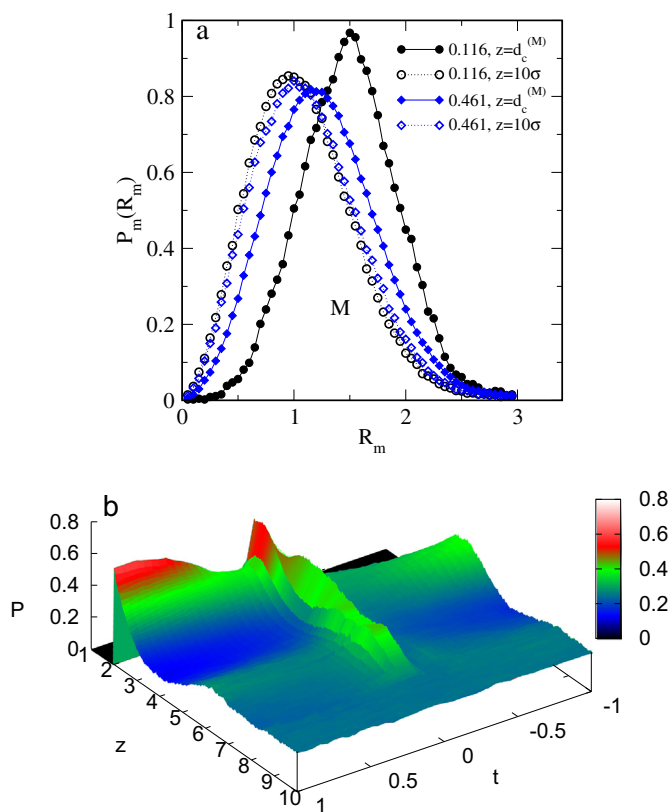 a
0.116, z=d_c^(M)
0.116, z=10σ
0.461, z=d_c^(M)
0.461, z=10σ
1
0.8
0.6
0.4
0.2
0
P_m(R_m)
M
0 1 2 3
R_m
b
0.8
0.6
0.4
0.2
0
P
0.8
0.6
0.4
0.2
0
1 2 3 4 5 6 7 8 9 10
z
1 0.5 0 -0.5 -1
t